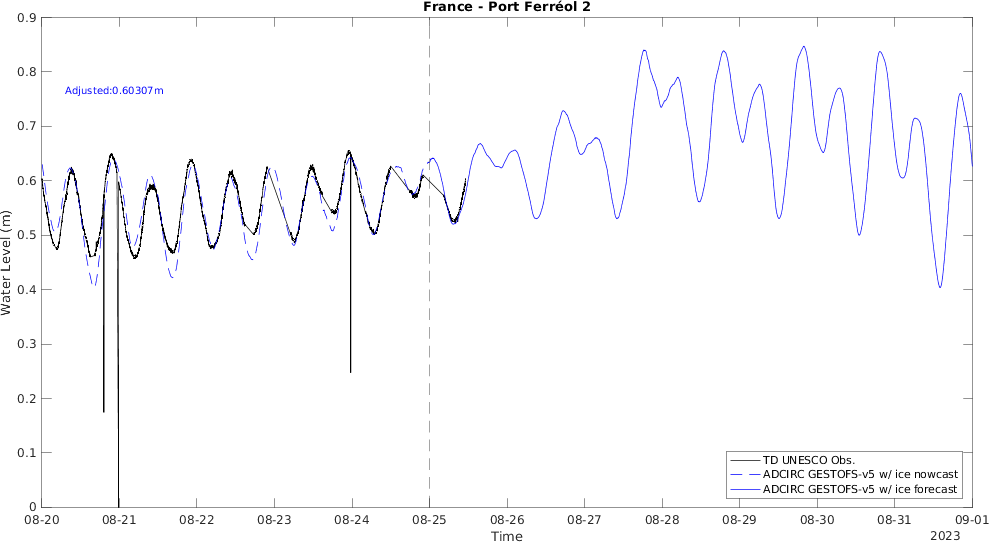 France - Port Ferréol 2
0.9
0.8
0.7
0.6
0.5
0.4
0.3
0.2
0.1
0
Water Level (m)
Adjusted:0.60307m
TD UNESCO Obs.
ADCIRC GESTOFS-v5 w/ ice nowcast
ADCIRC GESTOFS-v5 w/ ice forecast
08-20 08-21 08-22 08-23 08-24 08-25 08-26 08-27 08-28 08-29 08-30 08-31 09-01
Time
2023